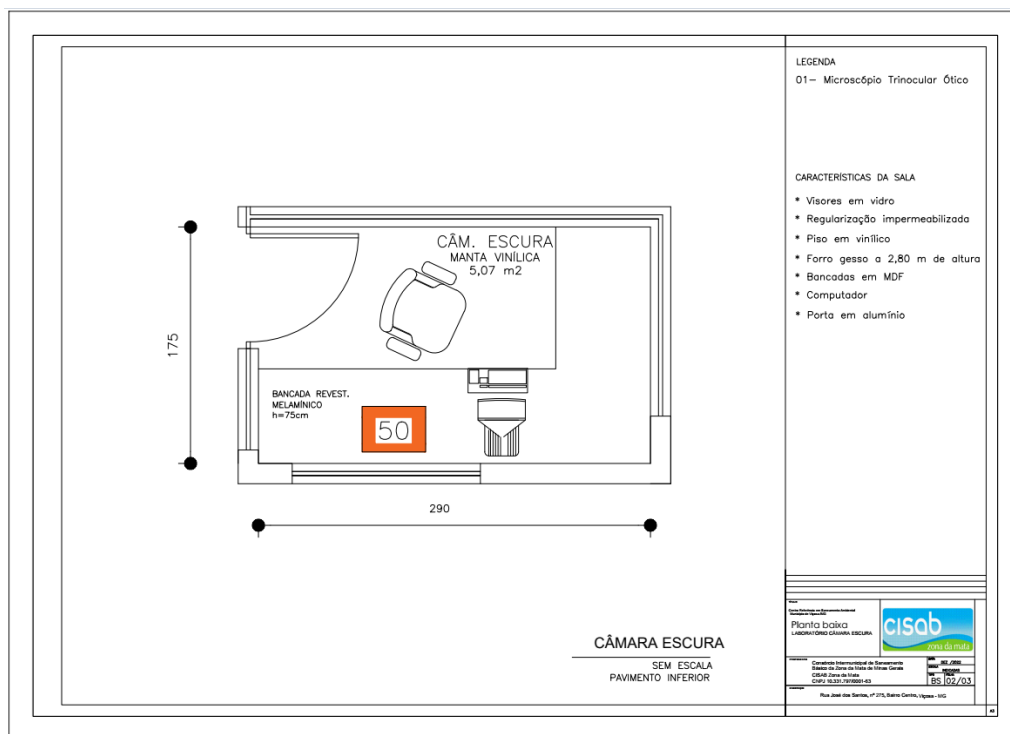 LEGENDA
01- Microscópio Trinocular Ótico
CARACTERÍSTICAS DA SALA
* Visores em vidro
* Regularização impermeabilizada
* Piso em vinílico
* Forro gesso a 2,80 m de altura
* Bancadas em MDF
* Computador
* Porta em alumínio
CÂM. ESCURA
MANTA VINÍLICA
5,07 m2
175
BANCADA REVEST.
MELAMÍNICO
h=75cm
50
290
CÂMARA ESCURA
SEM ESCALA
PAVIMENTO INFERIOR
Planta baixa
LABORATÓRIO CÂMARA ESCURA
cisab
zona da mata
Consórcio Intermunicipal de Saneamento
Básico da Zona da Mata de Minas Gerais
CISAB Zona da Mata
BS 02/03
Rua José dos Santos, nº 275, Bairro Centro, Viçosa - MG